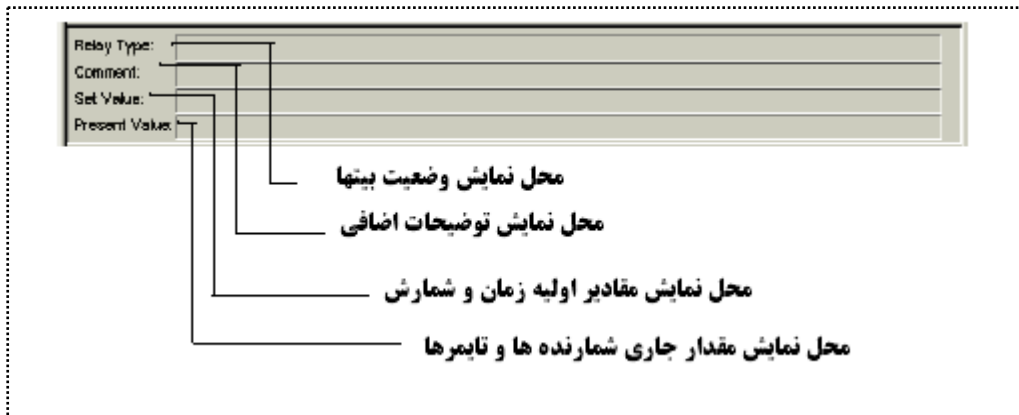 Relay Type:
Comment:
Set Value:
Present Value:
محل نمایش وضعیت بیتها
محل نمایش توضیحات اضافی
محل نمایش مقادیر اولیه زمان و شمارش
محل نمایش مقدار جاری شمارنده ها و تایمرها